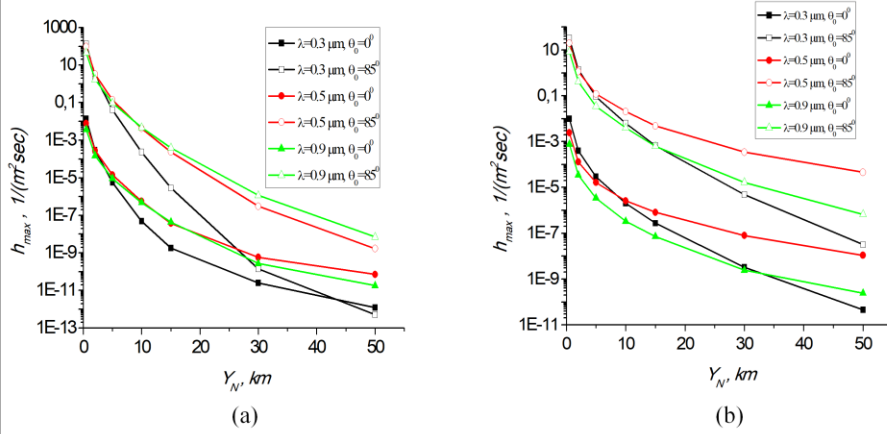 1000
10
0,1
1E-3
1E-5
1E-7
1E-9
1E-11
1E-13
h_max , 1/(m²sec)
λ=0.3 μm, θ₀=0⁰
λ=0.3 μm, θ₀=85⁰
λ=0.5 μm, θ₀=0⁰
λ=0.5 μm, θ₀=85⁰
λ=0.9 μm, θ₀=0⁰
λ=0.9 μm, θ₀=85⁰
0 10 20 30 40 50
Y_N, km
(a)
10
0,1
1E-3
1E-5
1E-7
1E-9
1E-11
h_max , 1/(m²sec)
λ=0.3 μm, θ₀=0⁰
λ=0.3 μm, θ₀=85⁰
λ=0.5 μm, θ₀=0⁰
λ=0.5 μm, θ₀=85⁰
λ=0.9 μm, θ₀=0⁰
λ=0.9 μm, θ₀=85⁰
0 10 20 30 40 50
Y_N, km
(b)